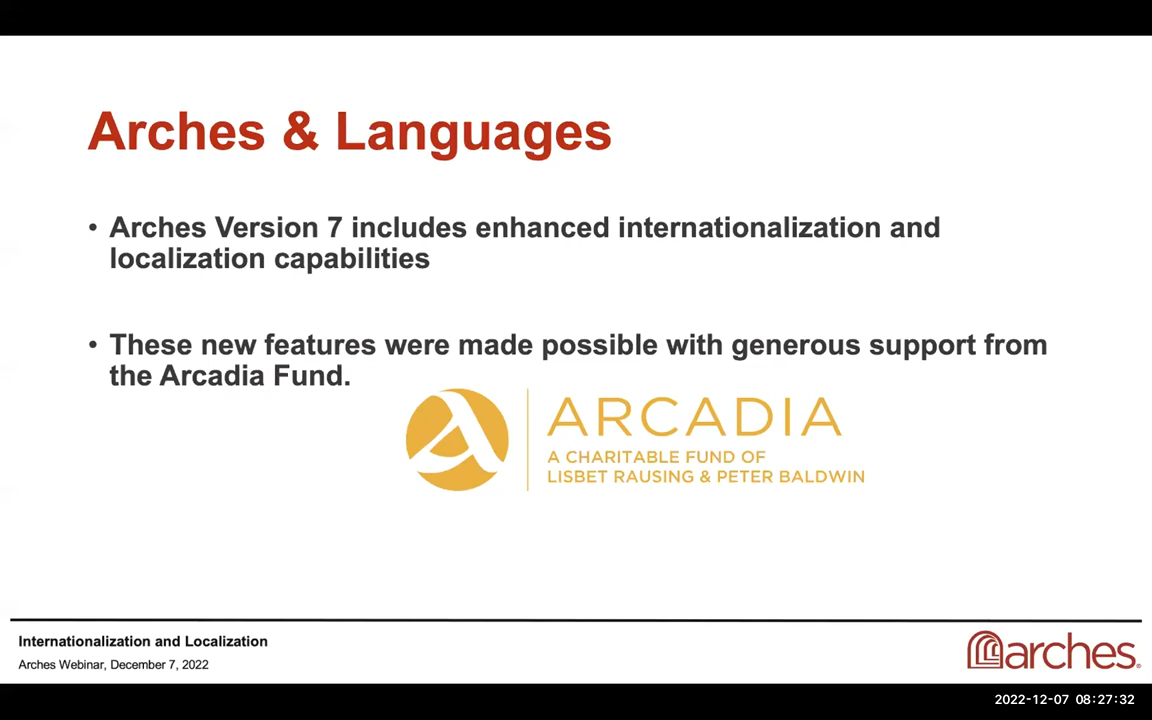 Arches & Languages
• Arches Version 7 includes enhanced internationalization and
localization capabilities
• These new features were made possible with generous support from
the Arcadia Fund.
ARCADIA
A CHARITABLE FUND OF
LISBET RAUSING & PETER BALDWIN
Internationalization and Localization
Arches Webinar, December 7, 2022
arches®
2022-12-07 08:27:32